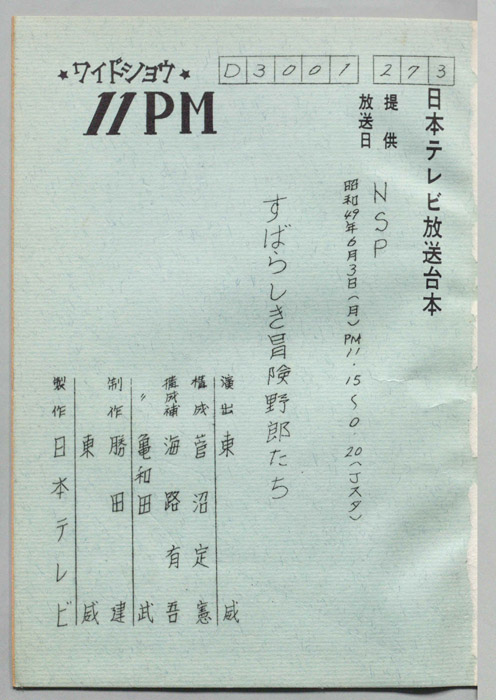 ★ワイドショウ★
11PM
D3001 273
日本テレビ放送台本
提供 NSP
放送日 昭和49年6月3日(月)PM11.15〜0.20(Jスタ)
すばらしき冒険野郎たち
演出 東 威
構成 菅沼定憲
構成補 海路有吾
〃 亀和田武
制作 勝田建
東 威
製作 日本テレビ